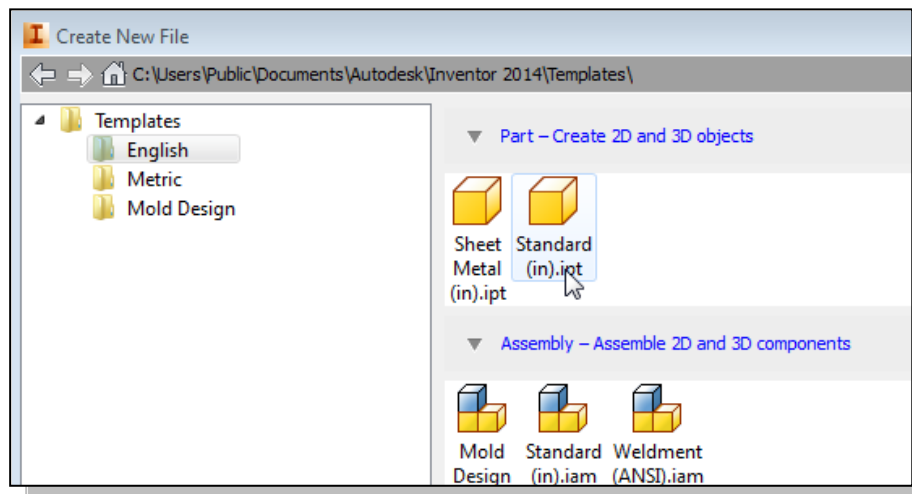 Create New File
C:\Users\Public\Documents\Autodesk\Inventor 2014\Templates\
Templates
English
Metric
Mold Design
Part – Create 2D and 3D objects
Sheet Metal (in).ipt
Standard (in).ipt
Assembly – Assemble 2D and 3D components
Mold Design
Standard (in).iam
Weldment (ANSI).iam